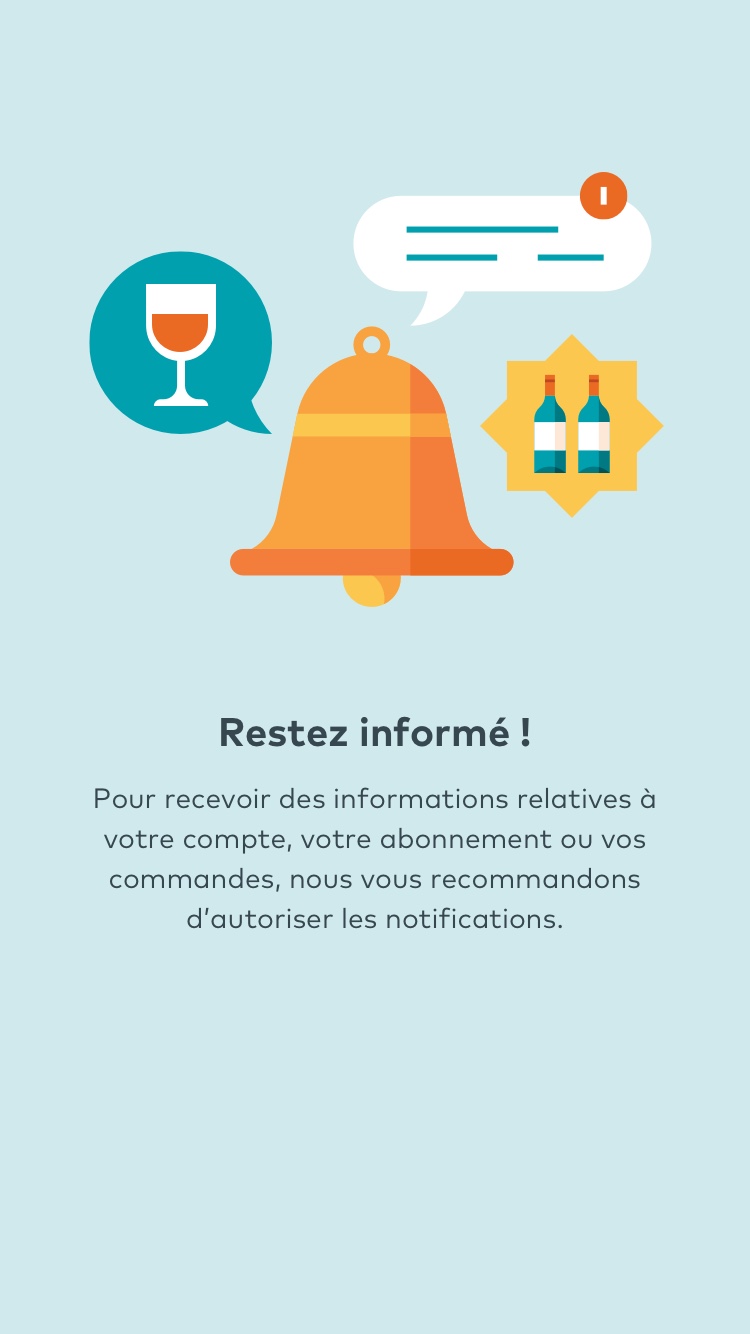 Restez informé !
Pour recevoir des informations relatives à
votre compte, votre abonnement ou vos
commandes, nous vous recommandons
d’autoriser les notifications.